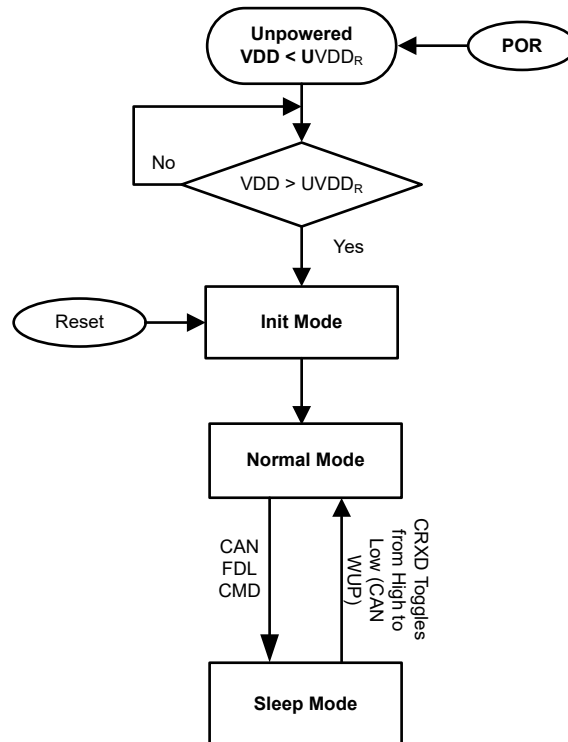 Unpowered
VDD < UVDDR
POR
No
VDD > UVDDR
Yes
Reset
Init Mode
Normal Mode
CAN
FDL
CMD
CRXD Toggles
from High to
Low (CAN
WUP)
Sleep Mode